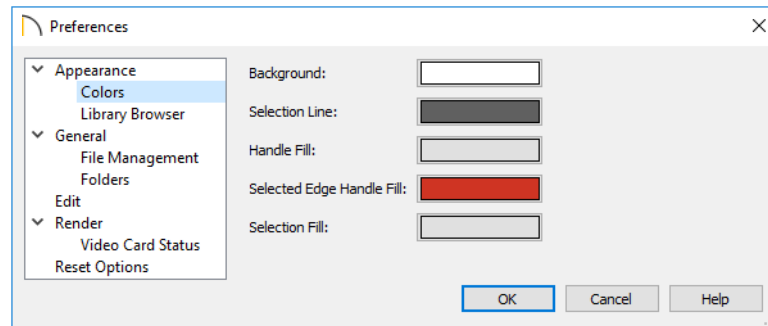 Preferences
Appearance
Colors
Library Browser
General
File Management
Folders
Edit
Render
Video Card Status
Reset Options
Background:
Selection Line:
Handle Fill:
Selected Edge Handle Fill:
Selection Fill:
OK Cancel Help